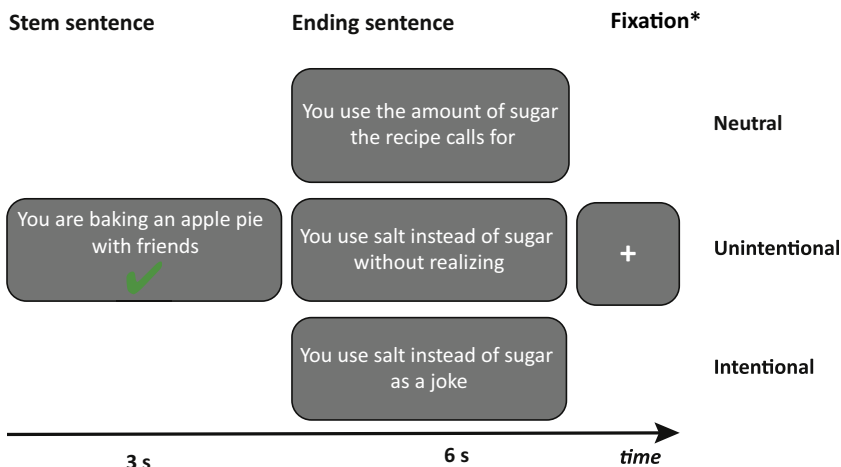 Stem sentence
Ending sentence
Fixation*
You use the amount of sugar
the recipe calls for
Neutral
You are baking an apple pie
with friends
You use salt instead of sugar
without realizing
+
Unintentional
You use salt instead of sugar
as a joke
Intentional
3 s
6 s
time